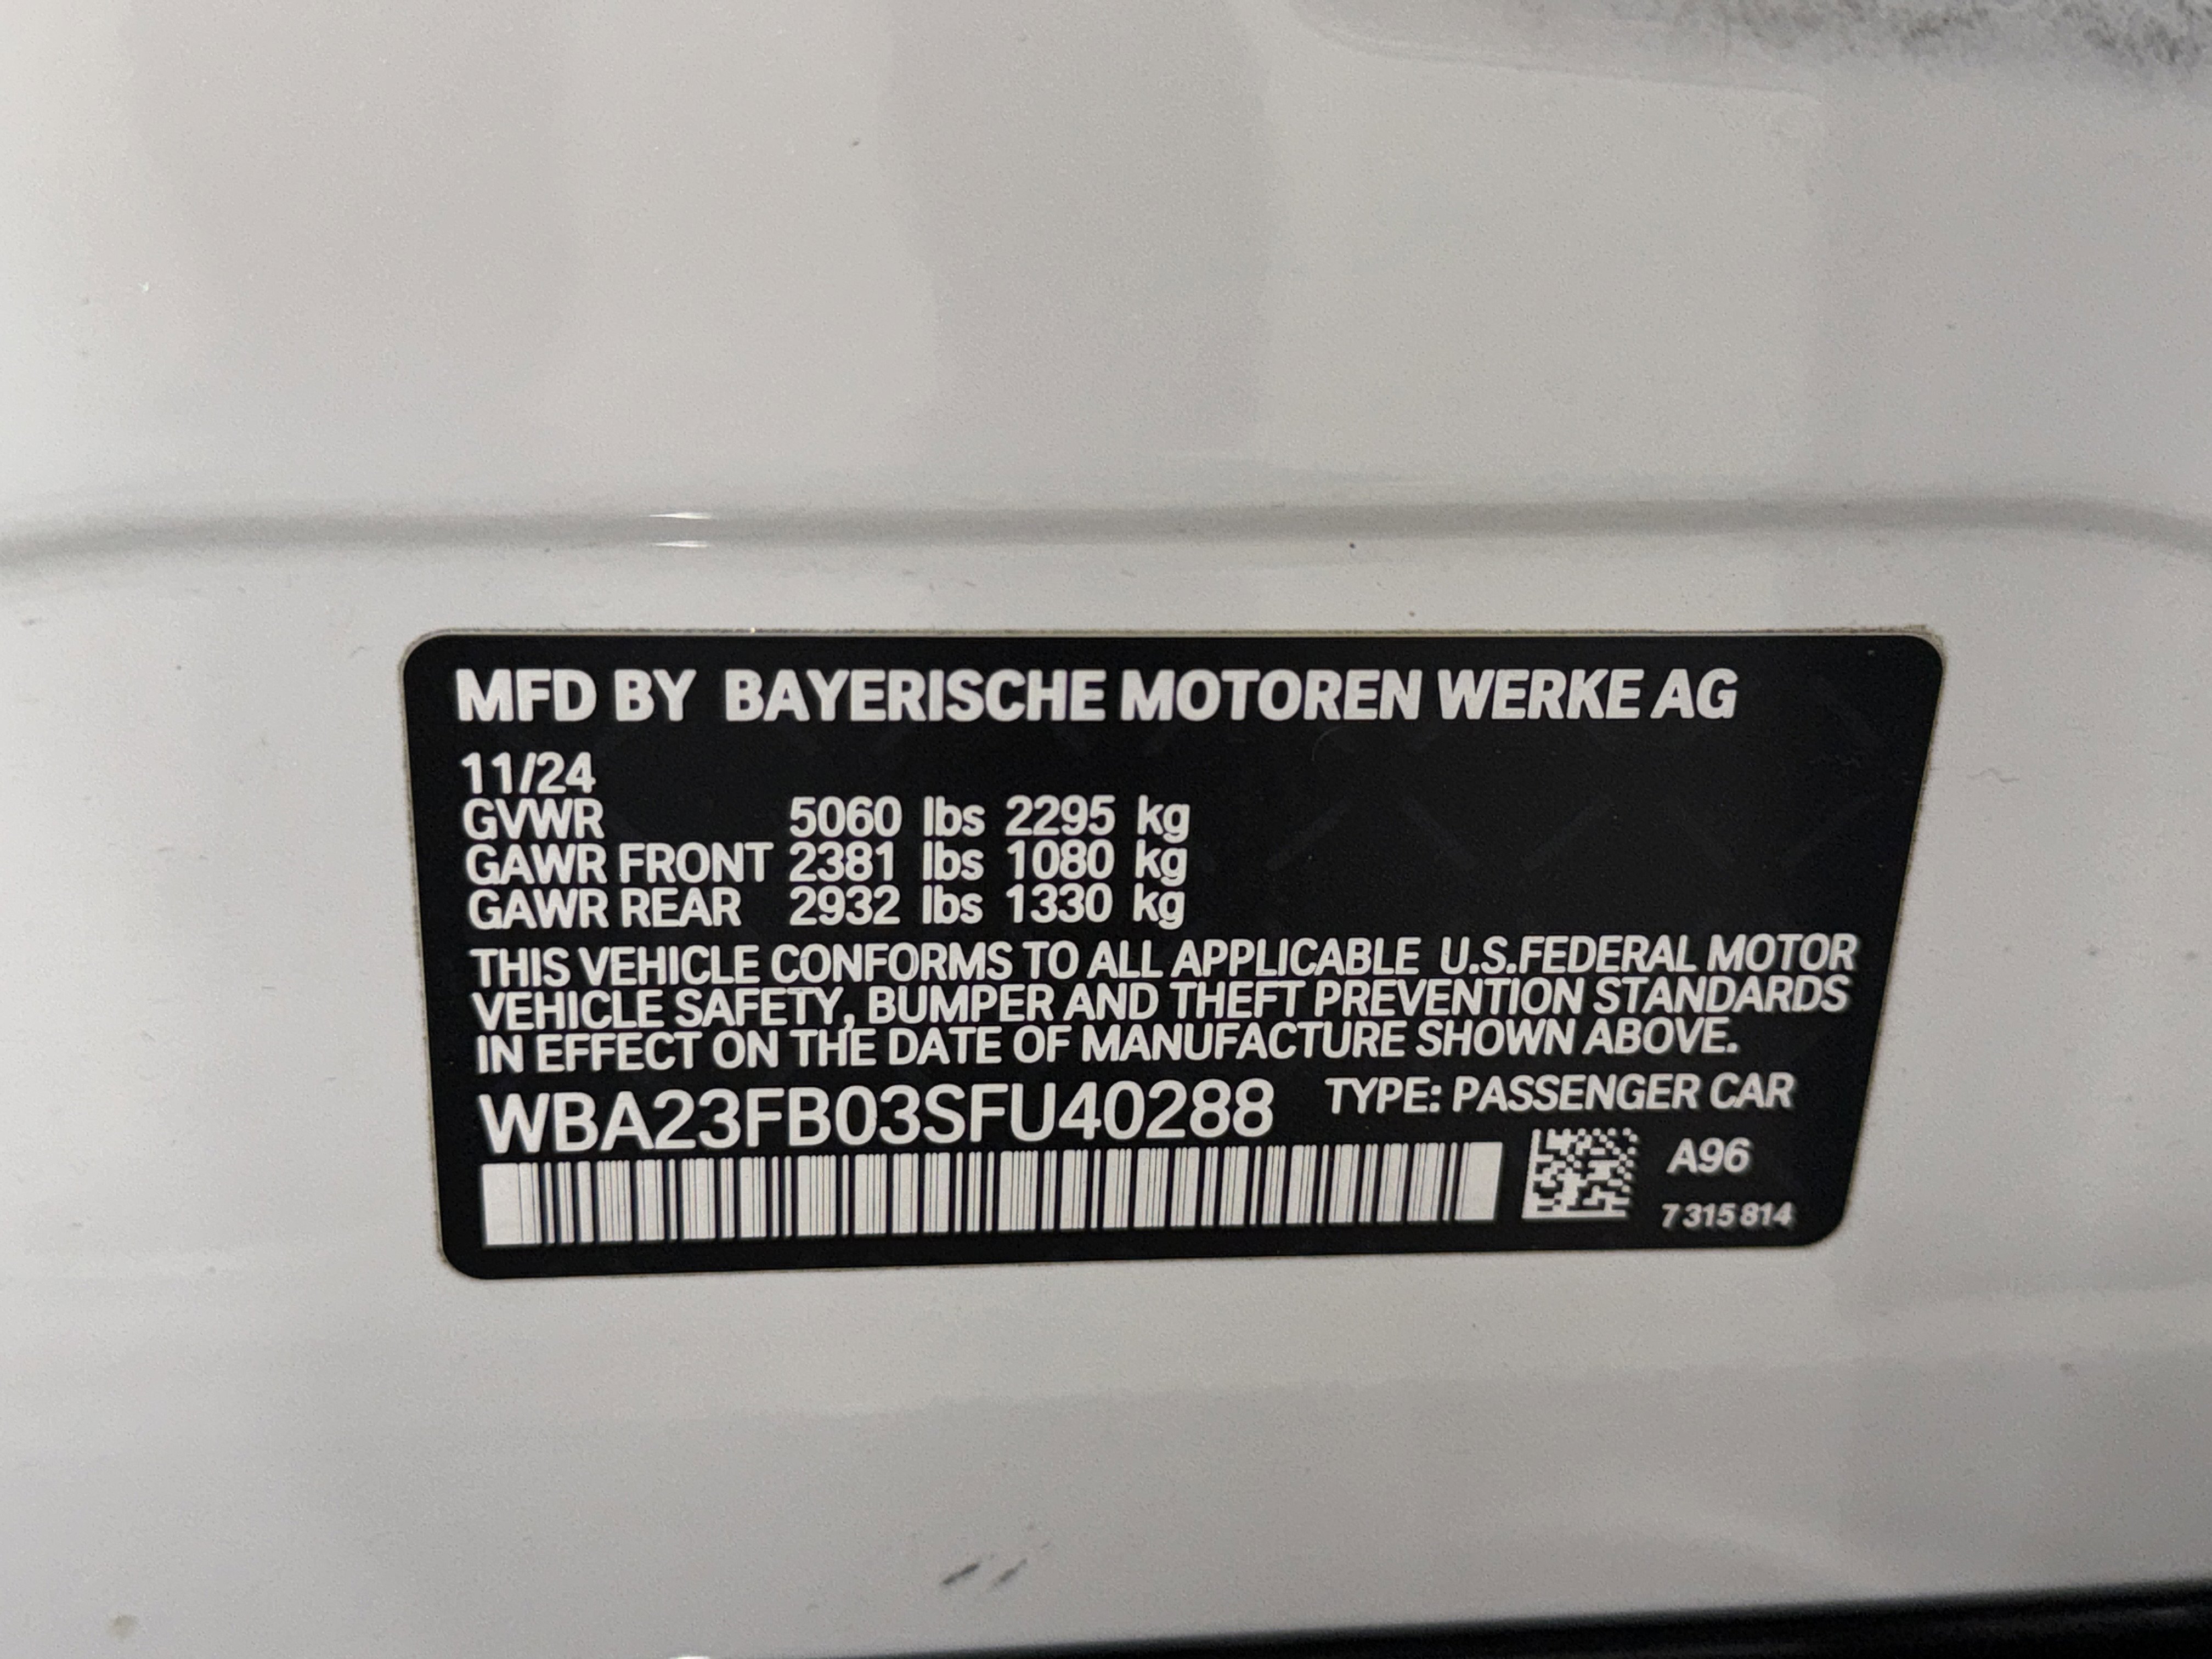 MFD BY BAYERISCHE MOTOREN WERKE AG
11/24
GVWR 5060 lbs 2295 kg
GAWR FRONT 2381 lbs 1080 kg
GAWR REAR 2932 lbs 1330 kg
THIS VEHICLE CONFORMS TO ALL APPLICABLE U.S.FEDERAL MOTOR
VEHICLE SAFETY, BUMPER AND THEFT PREVENTION STANDARDS
IN EFFECT ON THE DATE OF MANUFACTURE SHOWN ABOVE.
WBA23FB03SFU40288 TYPE: PASSENGER CAR
A96
7 315 814